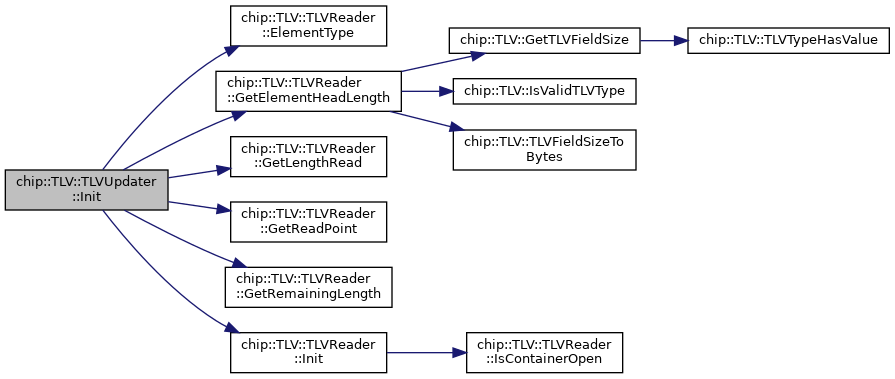 chip::TLV::TLVUpdater
::Init
chip::TLV::TLVReader
::ElementType
chip::TLV::TLVReader
::GetElementHeadLength
chip::TLV::GetTLVFieldSize
chip::TLV::TLVTypeHasValue
chip::TLV::IsValidTLVType
chip::TLV::TLVFieldSizeTo
Bytes
chip::TLV::TLVReader
::GetLengthRead
chip::TLV::TLVReader
::GetReadPoint
chip::TLV::TLVReader
::GetRemainingLength
chip::TLV::TLVReader
::Init
chip::TLV::TLVReader
::IsContainerOpen